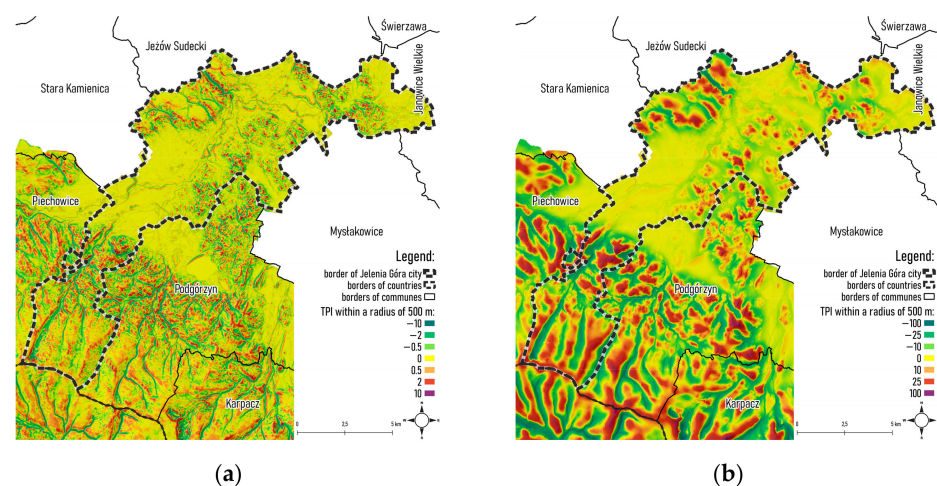 Świerzawa
Jeżów Sudecki
Janowice Wielkie
Stara Kamienica
Piechowice
Mysłakowice
Legend:
border of Jelenia Góra city
borders of countries
borders of communes
Podgórzyn
TPI within a radius of 500 m:
−10
−2
−0.5
0
0.5
2
10
Karpacz
0 2,5 5 km
(a)
Świerzawa
Jeżów Sudecki
Janowice Wielkie
Stara Kamienica
Piechowice
Mysłakowice
Legend:
border of Jelenia Góra city
borders of countries
borders of communes
Podgórzyn
TPI within a radius of 500 m:
−100
−25
−10
0
10
25
100
Karpacz
0 2,5 5 km
(b)